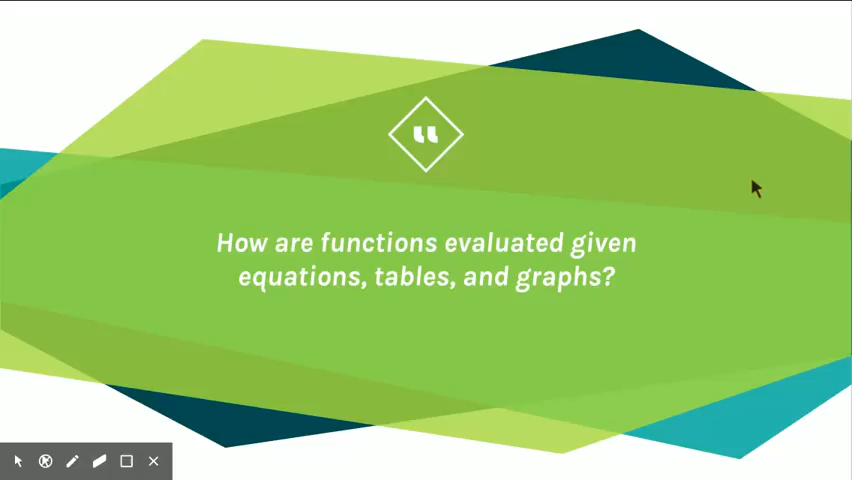 How are functions evaluated given
equations, tables, and graphs?